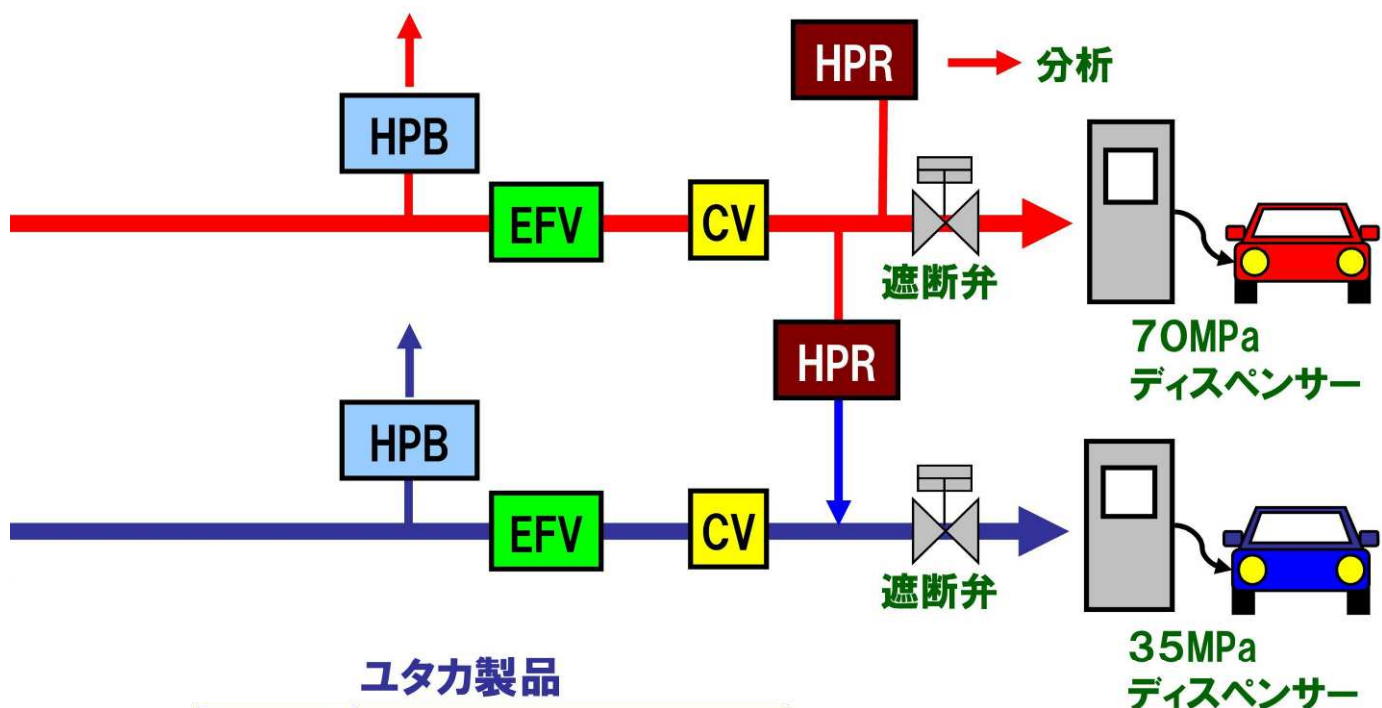 HPR
分析
HPB
EFV
CV
遮断弁
70MPa
ディスペンサー
HPR
HPB
EFV
CV
遮断弁
35MPa
ディスペンサー
ユタカ製品